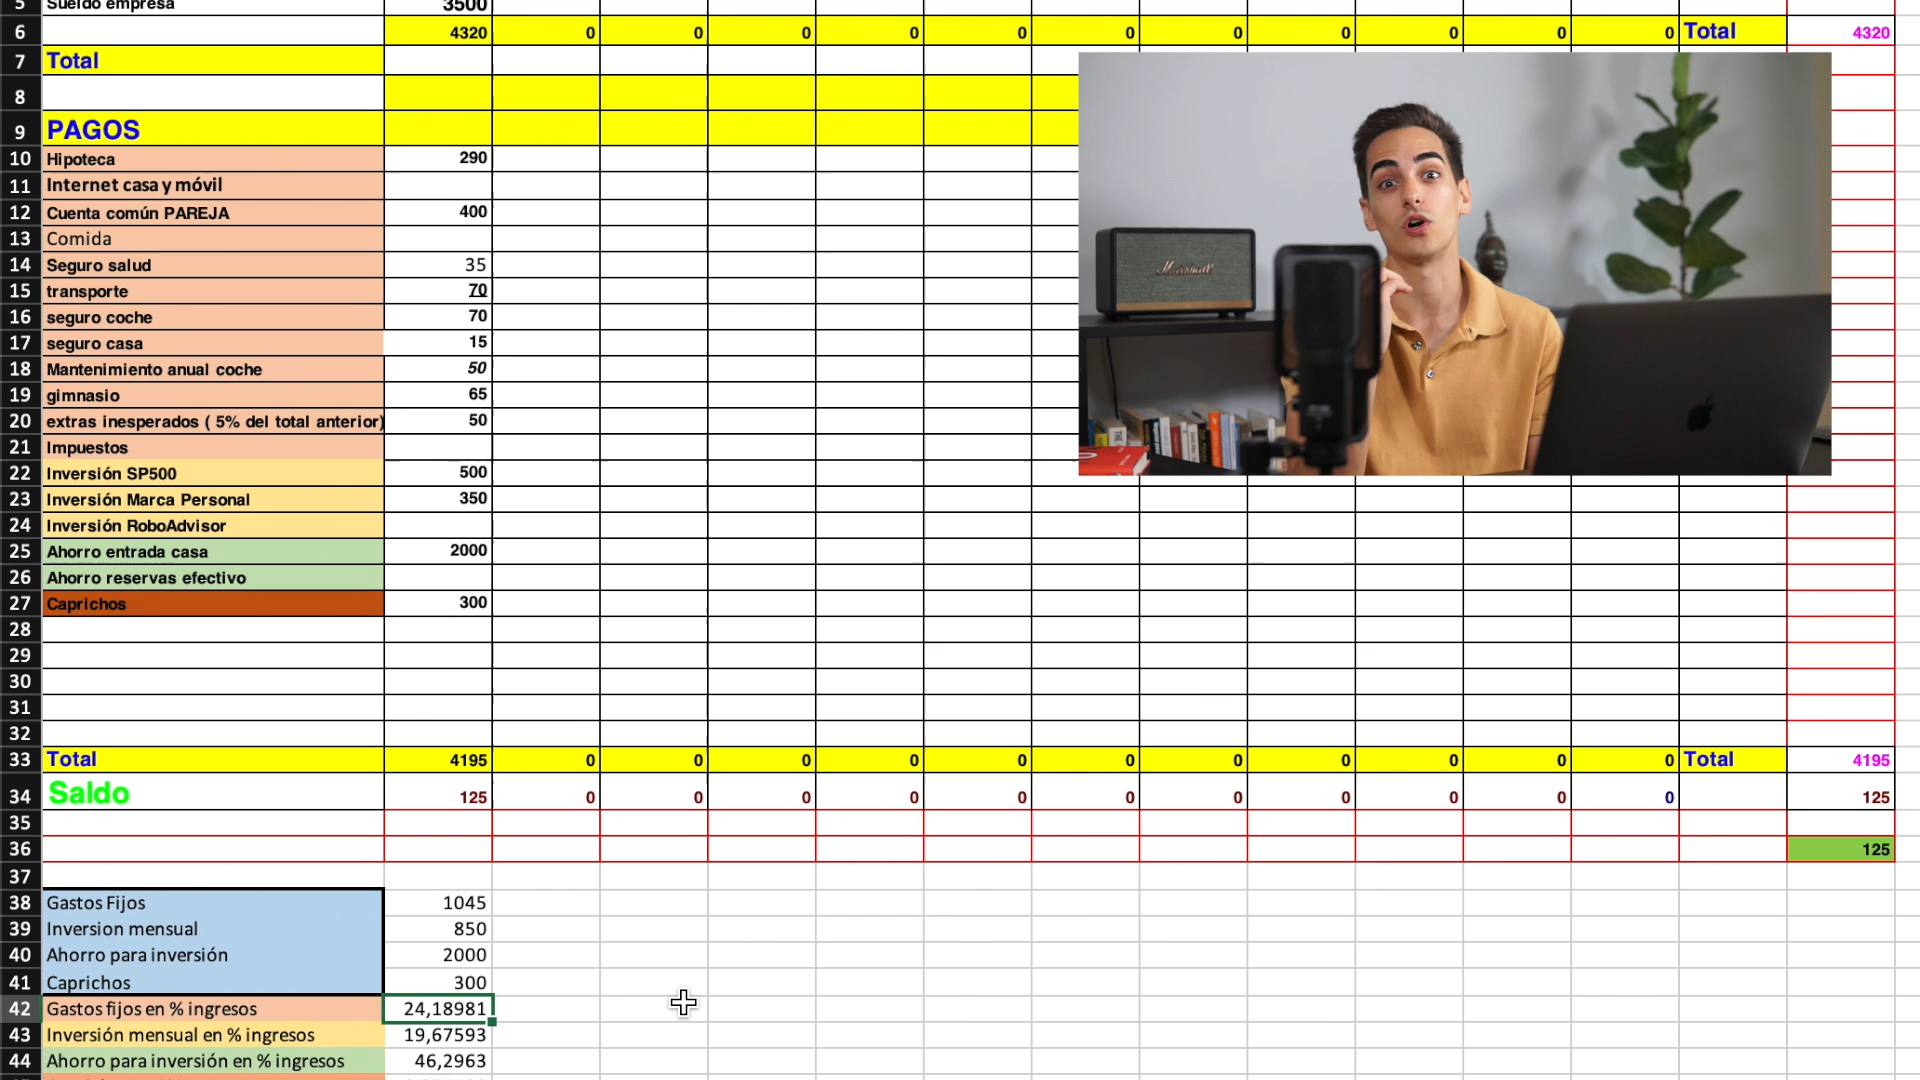 5 Sueldo empresa 3500
6 4320 0 0 0 0 0 0 0 0 0 0 0 Total 4320
7 Total
8
9 PAGOS
10 Hipoteca 290
11 Internet casa y móvil
12 Cuenta común PAREJA 400
13 Comida
14 Seguro salud 35
15 transporte 70
16 seguro coche 70
17 seguro casa 15
18 Mantenimiento anual coche 50
19 gimnasio 65
20 extras inesperados ( 5% del total anterior) 50
21 Impuestos
22 Inversión SP500 500
23 Inversión Marca Personal 350
24 Inversión RoboAdvisor
25 Ahorro entrada casa 2000
26 Ahorro reservas efectivo
27 Caprichos 300
28
29
30
31
32
33 Total 4195 0 0 0 0 0 0 0 0 0 0 0 Total 4195
34 Saldo 125 0 0 0 0 0 0 0 0 0 0 0 125
35
36 125
37
38 Gastos Fijos 1045
39 Inversion mensual 850
40 Ahorro para inversión 2000
41 Caprichos 300
42 Gastos fijos en % ingresos 24,18981
43 Inversión mensual en % ingresos 19,67593
44 Ahorro para inversión en % ingresos 46,2963
Marshall